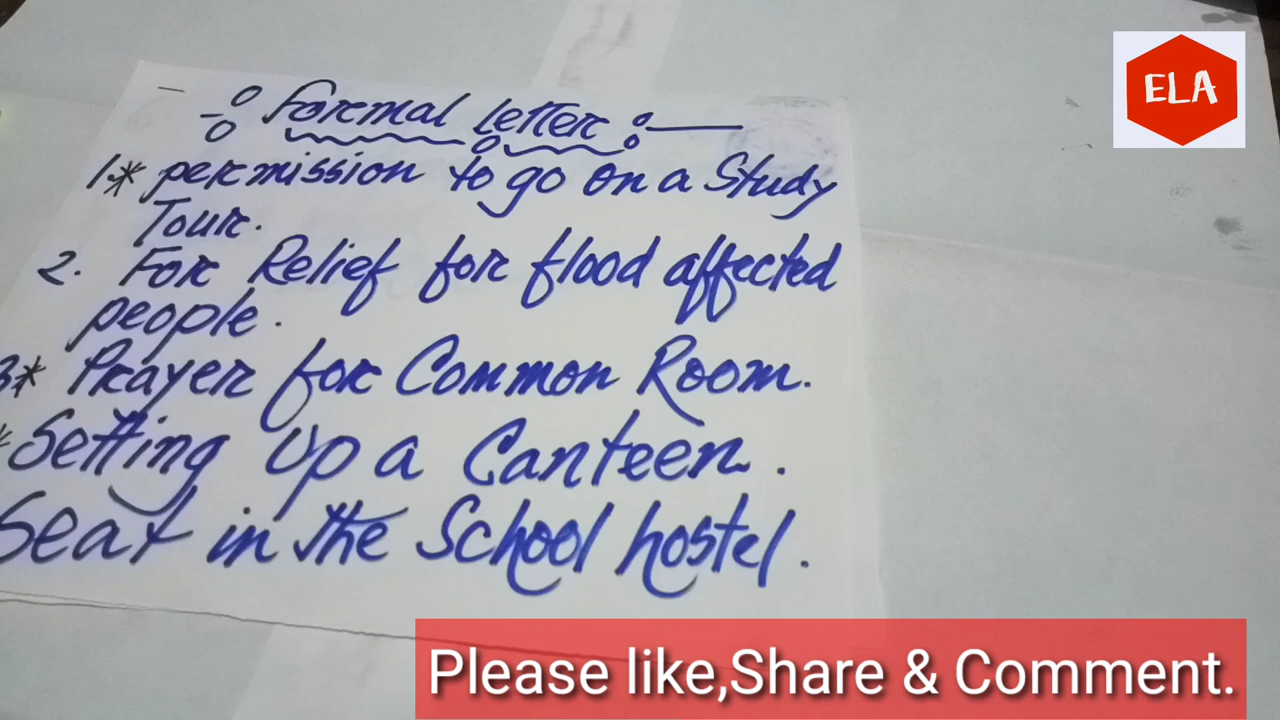 ELA
Formal Letter
1.* permission to go on a Study
Tour.
2. For Relief for flood affected
people.
3* Prayer for Common Room.
* Setting Up a Canteen.
Seat in the School hostel.
Please like,Share & Comment.